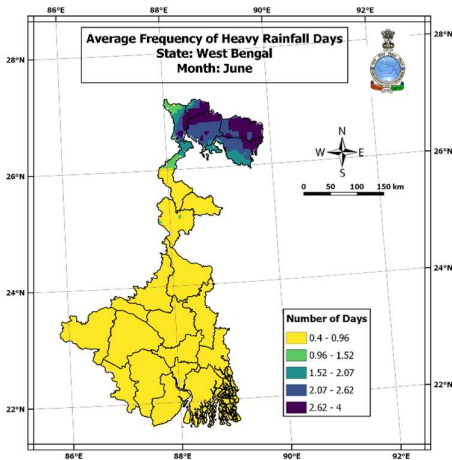 86°E 88°E 90°E 92°E
Average Frequency of Heavy Rainfall Days
State: West Bengal
Month: June
28°N 28°N
N
W E
S
26°N 26°N
0 50 100 150 km
24°N 24°N
Number of Days
0.4 - 0.96
0.96 - 1.52
1.52 - 2.07
2.07 - 2.62
2.62 - 4
22°N 22°N
86°E 88°E 90°E 92°E